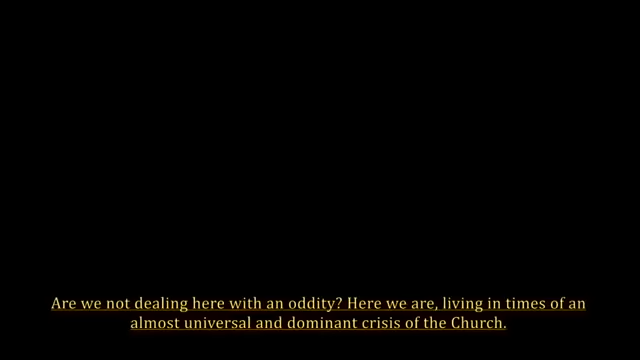 Are we not dealing here with an oddity? Here we are, living in times of an
almost universal and dominant crisis of the Church.